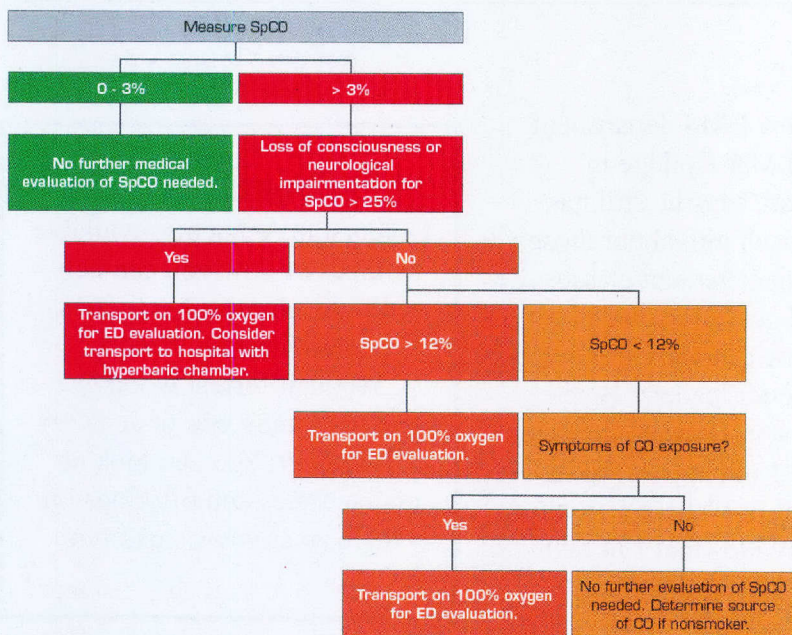 Measure SpCO
0 - 3%
> 3%
No further medical
evaluation of SpCO needed.
Loss of consciousness or
neurological
impairmentation for
SpCO > 25%
Yes
No
Transport on 100% oxygen
for ED evaluation. Consider
transport to hospital with
hyperbaric chamber.
SpCO > 12%
SpCO < 12%
Transport on 100% oxygen
for ED evaluation.
Symptoms of CO exposure?
Yes
No
Transport on 100% oxygen
for ED evaluation.
No further evaluation of SpCO
needed. Determine source
of CO if nonsmoker.